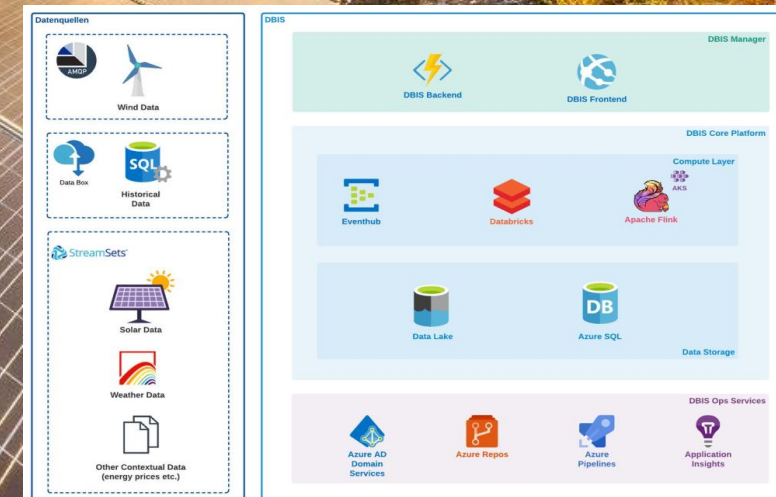 Datenquellen
AMQP
Wind Data
Data Box
SQL
Historical
Data
StreamSets
Solar Data
Weather Data
Other Contextual Data
(energy prices etc.)
DBIS
DBIS Manager
DBIS Backend
DBIS Frontend
DBIS Core Platform
Compute Layer
AKS
Eventhub
Databricks
Apache Flink
DB
Data Lake
Azure SQL
Data Storage
DBIS Ops Services
Azure AD
Domain
Services
Azure Repos
Azure
Pipelines
Application
Insights